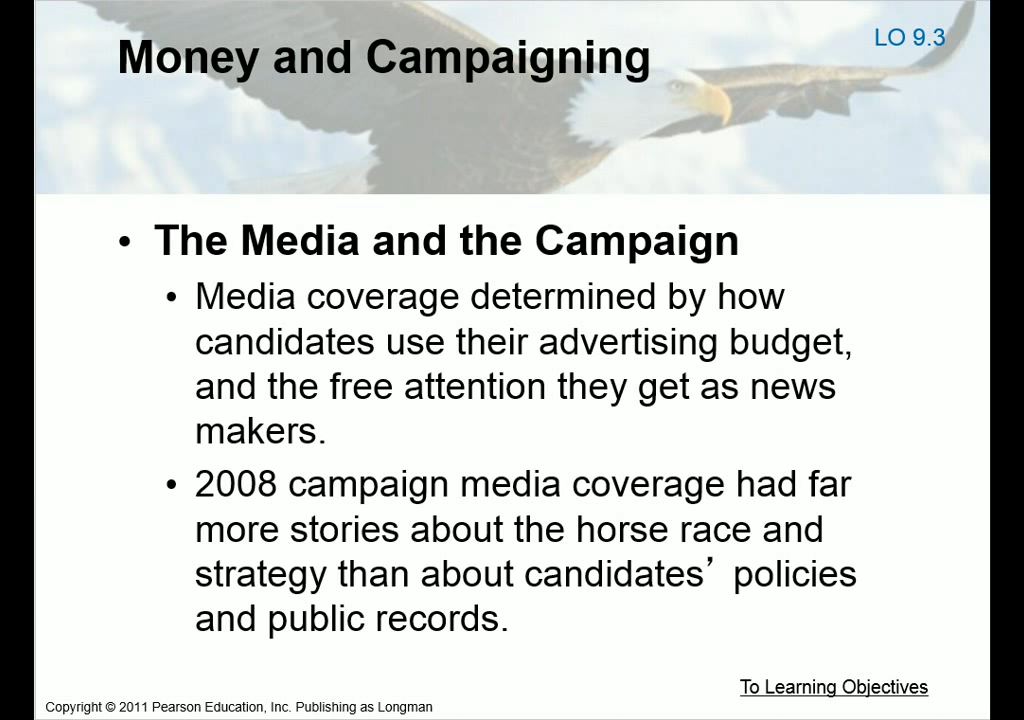 Money and Campaigning
LO 9.3
• The Media and the Campaign
• Media coverage determined by how
candidates use their advertising budget,
and the free attention they get as news
makers.
• 2008 campaign media coverage had far
more stories about the horse race and
strategy than about candidates’ policies
and public records.
To Learning Objectives
Copyright © 2011 Pearson Education, Inc. Publishing as Longman